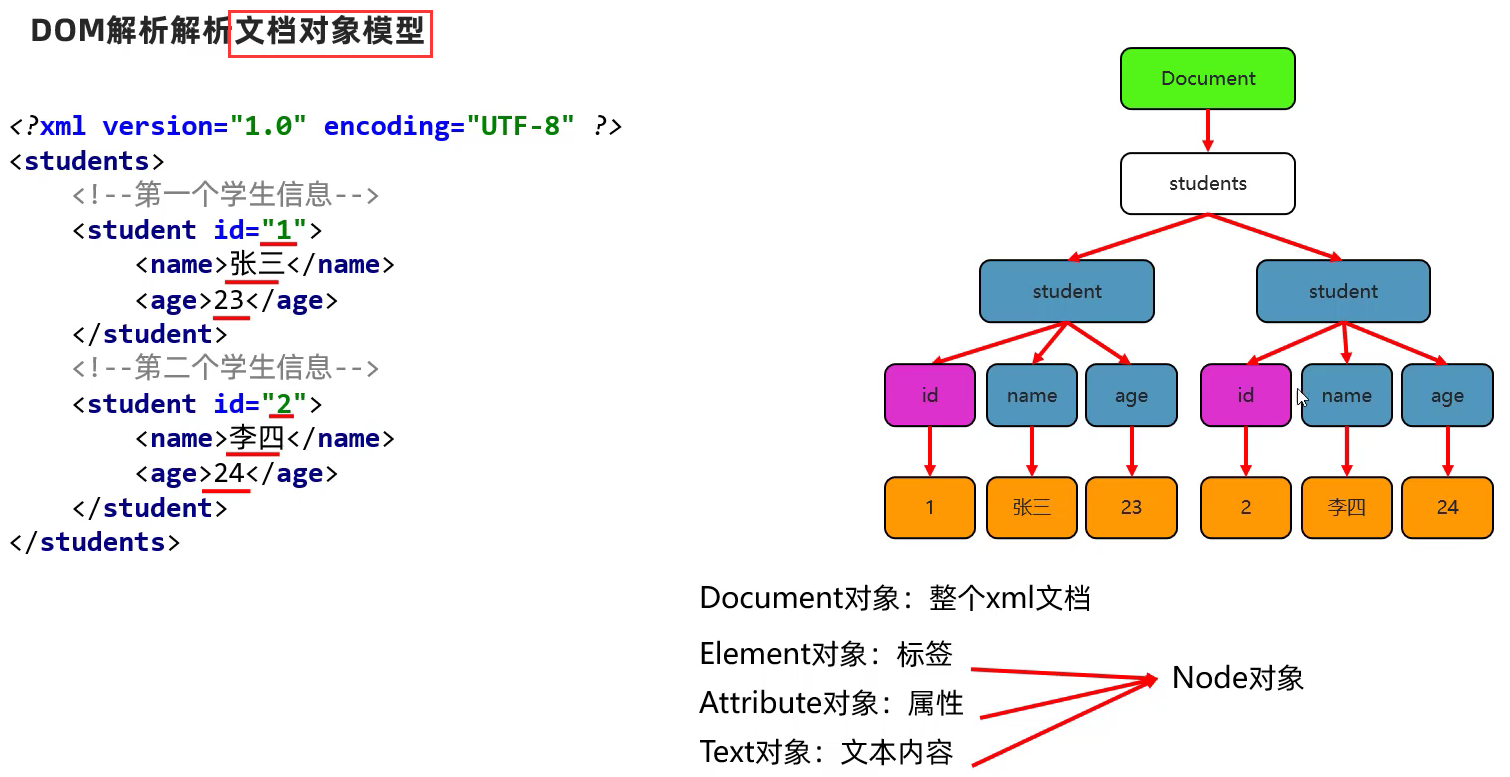 DOM解析解析文档对象模型
<?xml version="1.0" encoding="UTF-8" ?>
<students>
<!--第一个学生信息-->
<student id="1">
<name>张三</name>
<age>23</age>
</student>
<!--第二个学生信息-->
<student id="2">
<name>李四</name>
<age>24</age>
</student>
</students>
Document
students
student student
id name age id name age
1 张三 23 2 李四 24
Document对象：整个xml文档
Element对象：标签
Attribute对象：属性
Text对象：文本内容
Node对象